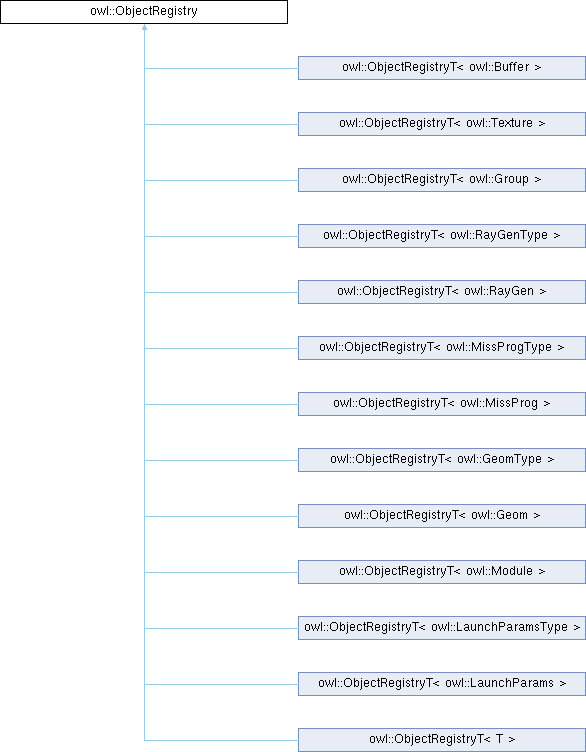 owl::ObjectRegistry
owl::ObjectRegistryT< owl::Buffer >
owl::ObjectRegistryT< owl::Texture >
owl::ObjectRegistryT< owl::Group >
owl::ObjectRegistryT< owl::RayGenType >
owl::ObjectRegistryT< owl::RayGen >
owl::ObjectRegistryT< owl::MissProgType >
owl::ObjectRegistryT< owl::MissProg >
owl::ObjectRegistryT< owl::GeomType >
owl::ObjectRegistryT< owl::Geom >
owl::ObjectRegistryT< owl::Module >
owl::ObjectRegistryT< owl::LaunchParamsType >
owl::ObjectRegistryT< owl::LaunchParams >
owl::ObjectRegistryT< T >